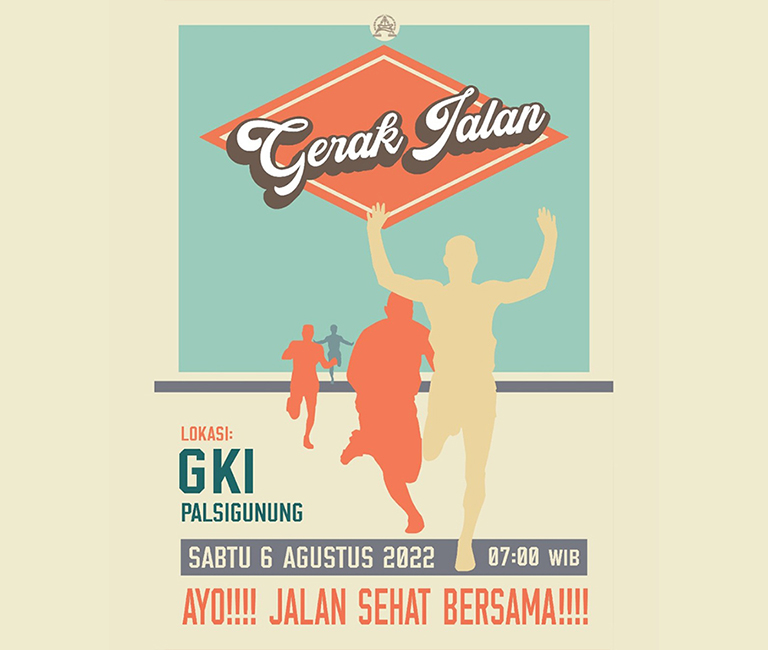 Gerak Jalan
LOKASI:
GKI
PALSIGUNUNG
SABTU 6 AGUSTUS 2022 07:00 WIB
AYO!!!! JALAN SEHAT BERSAMA!!!!